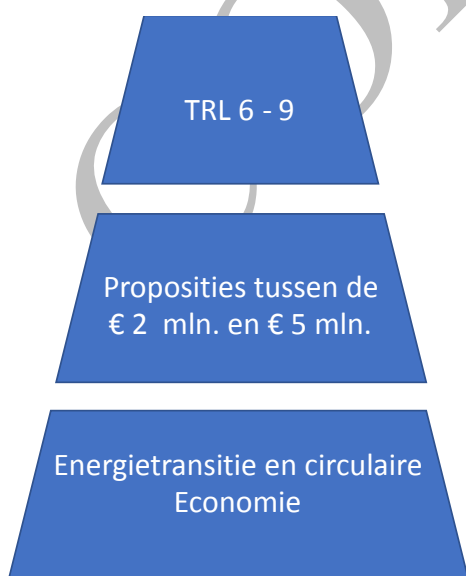 TRL 6 - 9
Proposities tussen de
€ 2 mln. en € 5 mln.
Energietransitie en circulaire
Economie